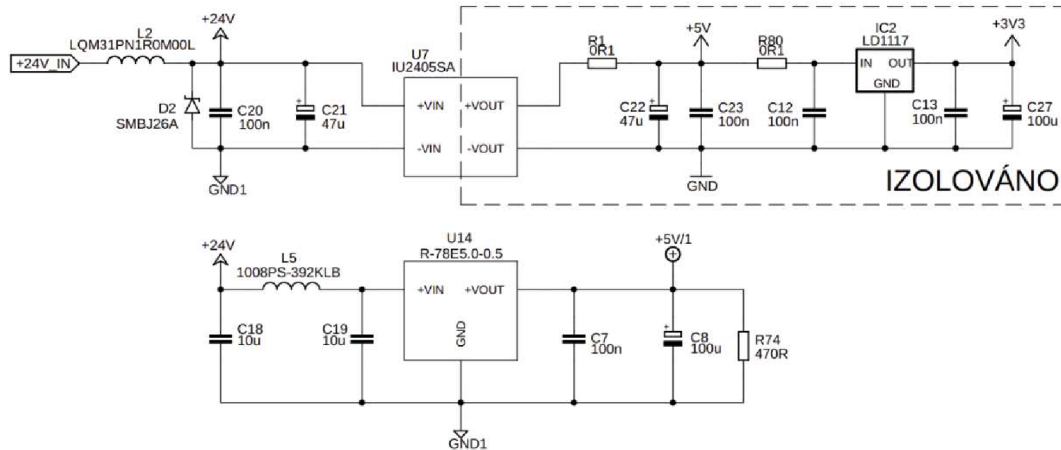 +24V_IN
L2
LQM31PN1R0M00L
+24V
D2
SMBJ26A
C20
100n
+
C21
47u
GND1
U7
IU2405SA
+VIN
+VOUT
-VIN
-VOUT
R1
0R1
+
C22
47u
+5V
C23
100n
GND
R80
0R1
C12
100n
IC2
LD1117
IN
OUT
GND
C13
100n
+3V3
+
C27
100u
IZOLOVÁNO
+24V
L5
1008PS-392KLB
C18
10u
C19
10u
U14
R-78E5.0-0.5
+VIN
+VOUT
GND
GND1
C7
100n
+5V/1
+
C8
100u
R74
470R